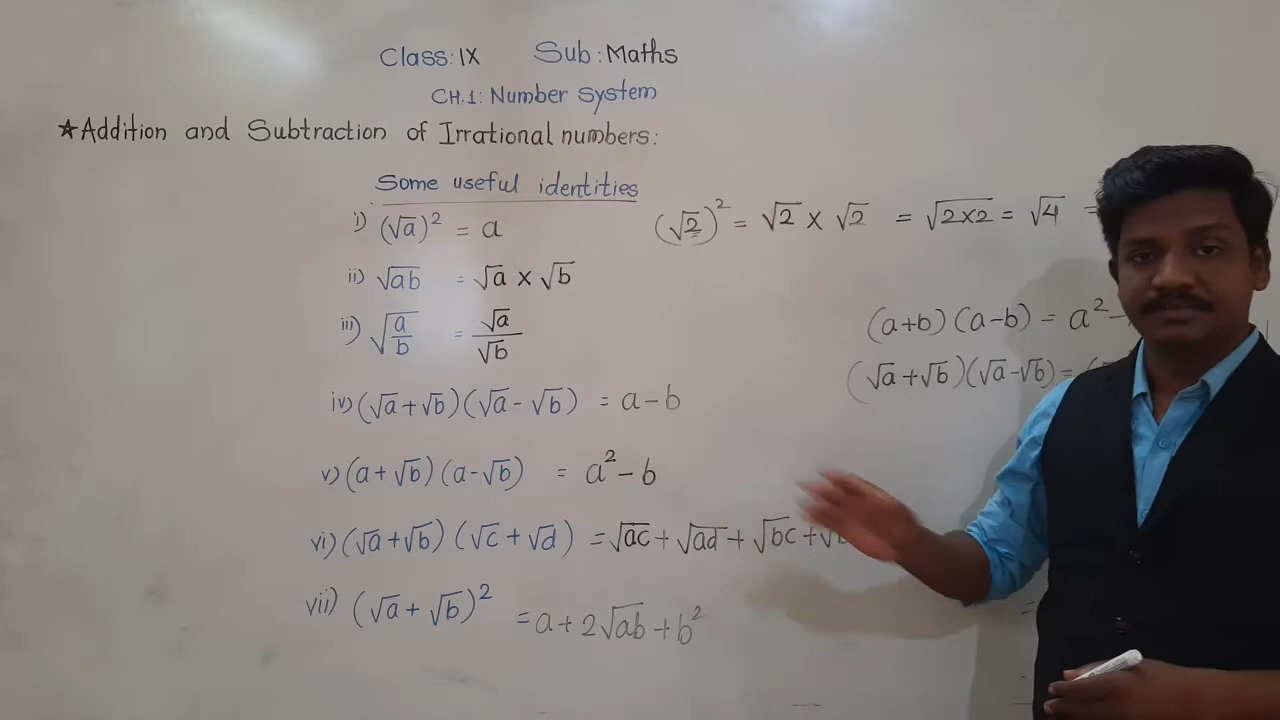 Class: IX Sub: Maths
CH.1: Number System
★Addition and Subtraction of Irrational numbers:
Some useful identities
i) (√a)² = a
(√2)² = √2 × √2 = √2×2 = √4 =
ii) √ab = √a × √b
iii) √a/b = √a/√b
(a+b)(a-b) = a² -
(√a+√b)(√a-√b) = (
iv) (√a+√b)(√a-√b) = a-b
v) (a+√b)(a-√b) = a²-b
vi) (√a+√b)(√c+√d) = √ac+√ad+√bc+√
vii) (√a+√b)² = a+2√ab+b²